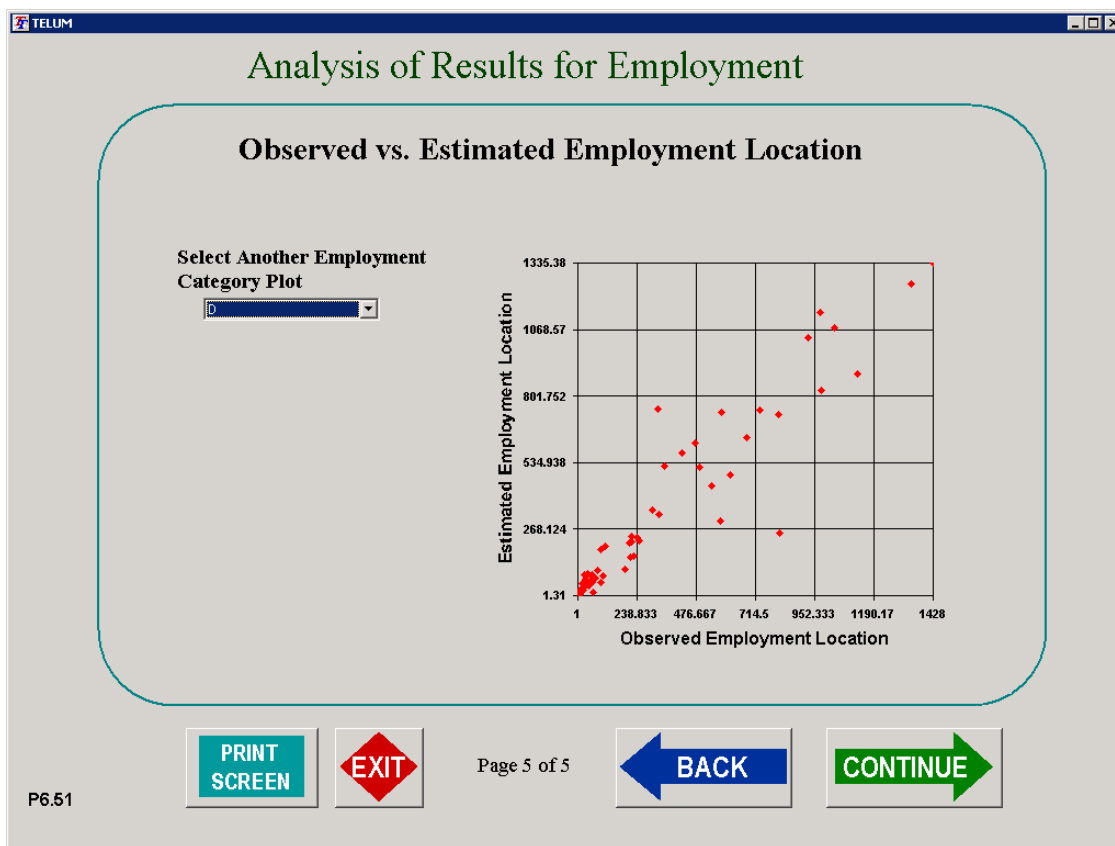 TELUM
Analysis of Results for Employment
Observed vs. Estimated Employment Location
Select Another Employment
Category Plot
D
1335.38
1068.57
801.752
534.938
268.124
1.31
Estimated Employment Location
1 238.833 476.667 714.5 952.333 1190.17 1428
Observed Employment Location
PRINT
SCREEN
EXIT
Page 5 of 5
BACK
CONTINUE
P6.51